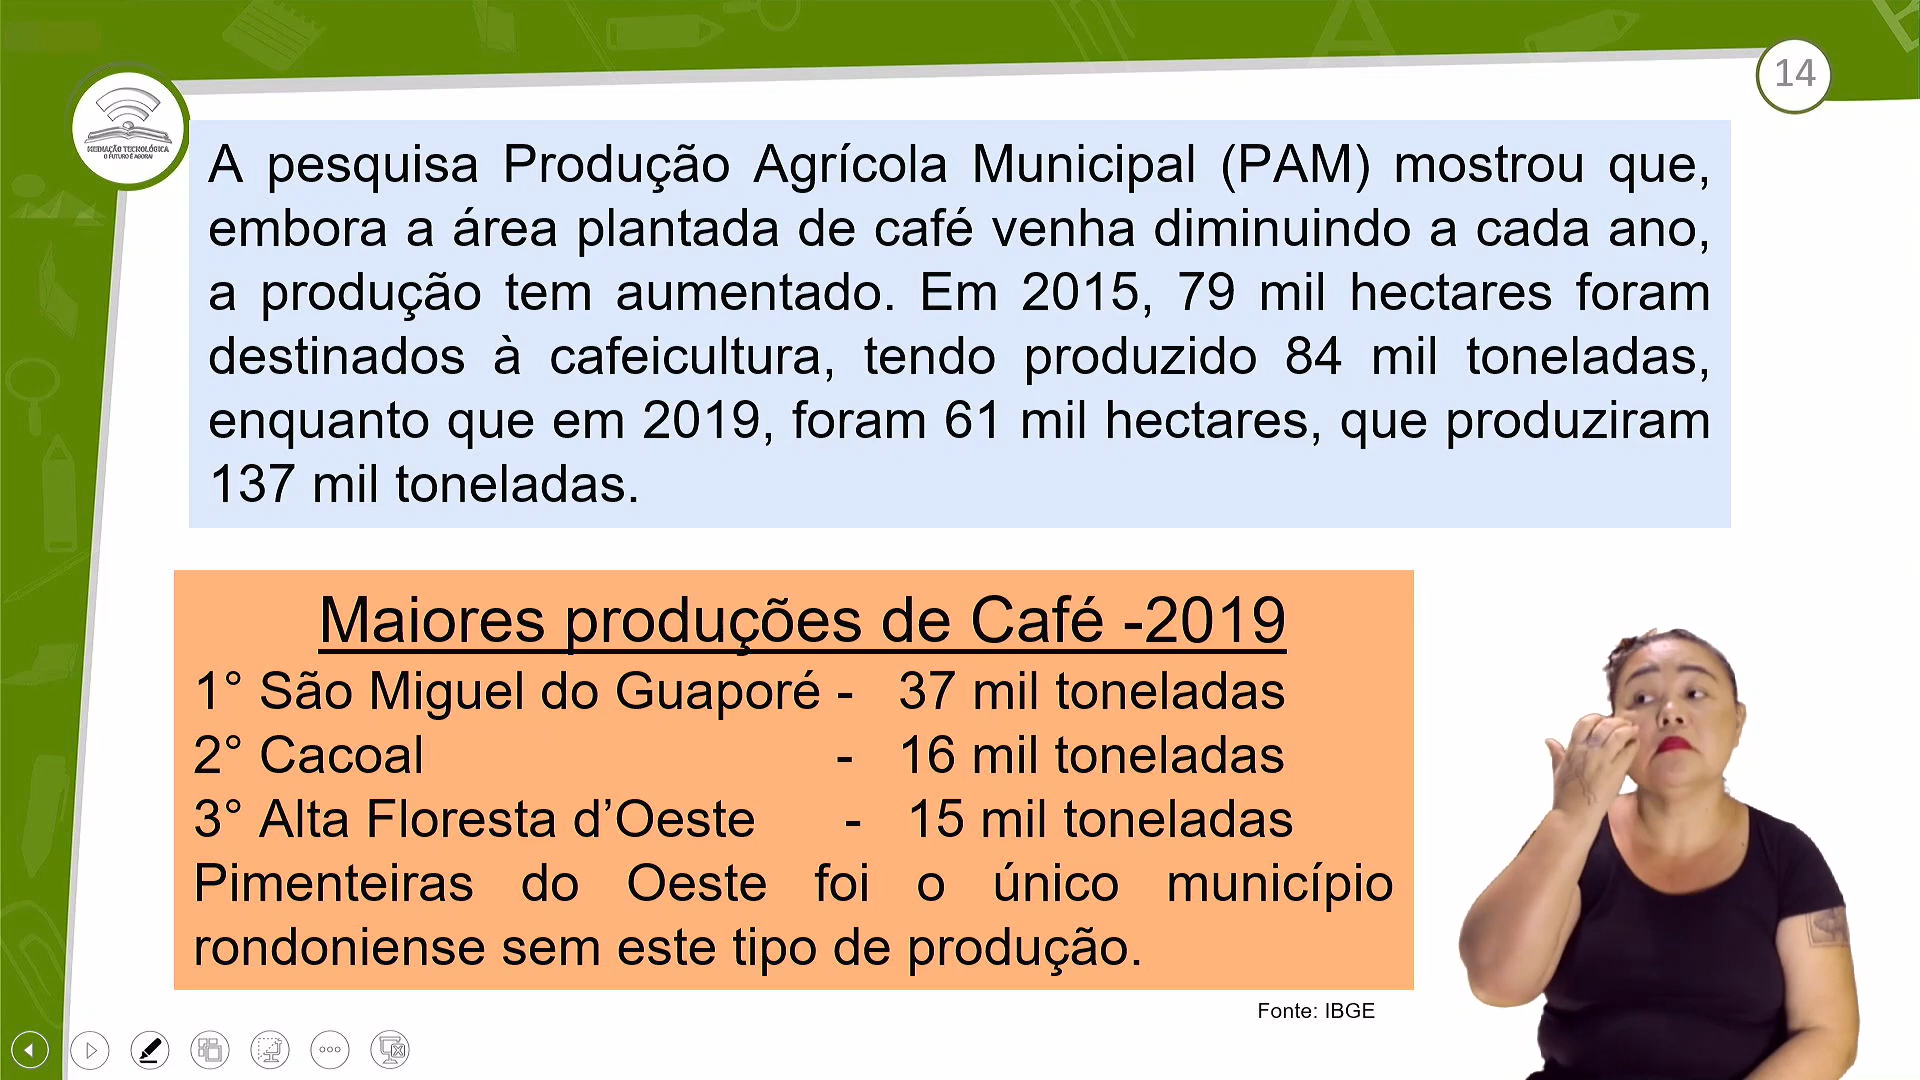 14
MEDIAÇÃO TECNOLÓGICA
O FUTURO É AGORA!
A pesquisa Produção Agrícola Municipal (PAM) mostrou que,
embora a área plantada de café venha diminuindo a cada ano,
a produção tem aumentado. Em 2015, 79 mil hectares foram
destinados à cafeicultura, tendo produzido 84 mil toneladas,
enquanto que em 2019, foram 61 mil hectares, que produziram
137 mil toneladas.
Maiores produções de Café -2019
1° São Miguel do Guaporé - 37 mil toneladas
2° Cacoal - 16 mil toneladas
3° Alta Floresta d’Oeste - 15 mil toneladas
Pimenteiras do Oeste foi o único município
rondoniense sem este tipo de produção.
Fonte: IBGE